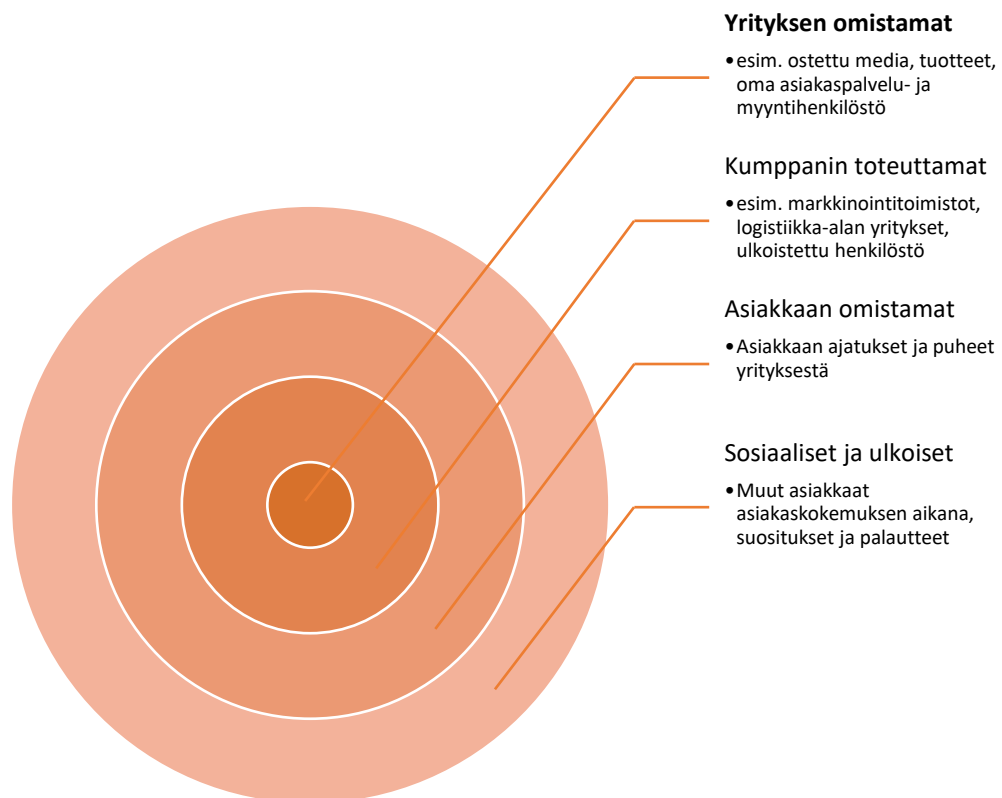 Yrityksen omistamat
•esim. ostettu media, tuotteet,
oma asiakaspalvelu- ja
myyntihenkilöstö
Kumppanin toteuttamat
•esim. markkinointitoimistot,
logistiikka-alan yritykset,
ulkoistettu henkilöstö
Asiakkaan omistamat
•Asiakkaan ajatukset ja puheet
yrityksestä
Sosiaaliset ja ulkoiset
•Muut asiakkaat
asiakaskokemuksen aikana,
suositukset ja palautteet